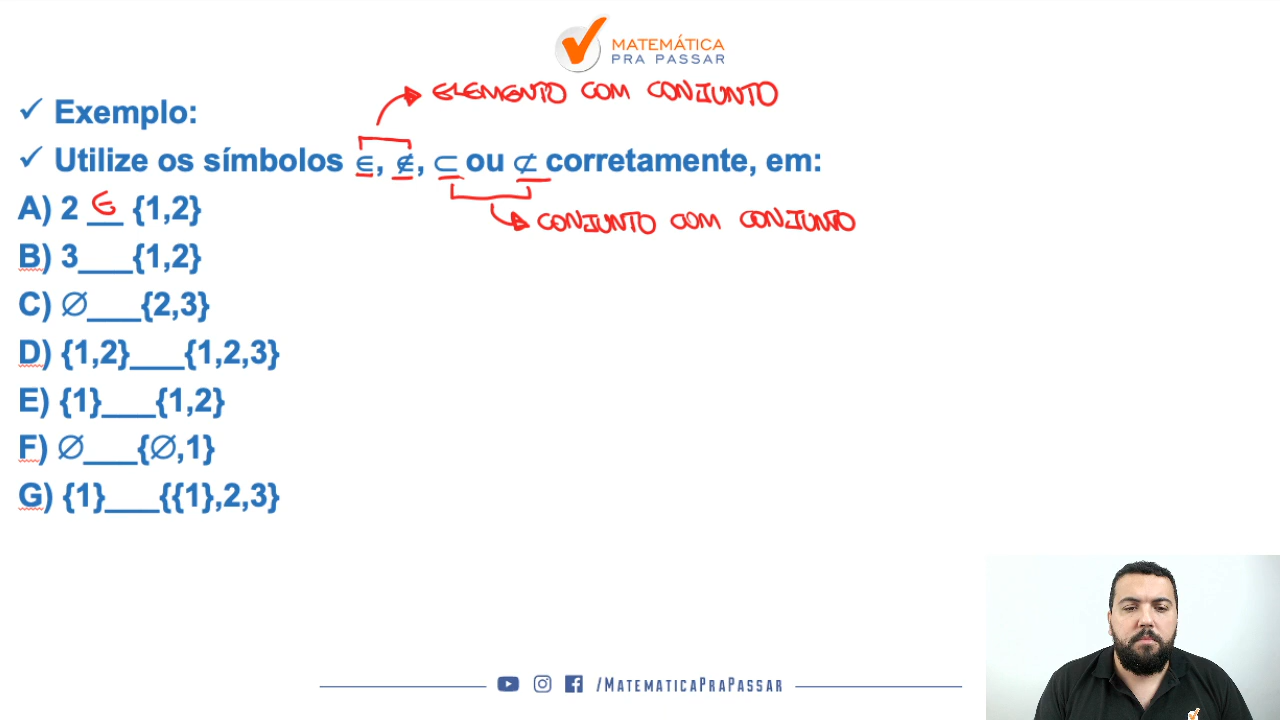 MATEMÁTICA
PRA PASSAR
ELEMENTO COM CONJUNTO
✓ Exemplo:
✓ Utilize os símbolos ∈, ∉, ⊂ ou ⊄ corretamente, em:
A) 2 ∈ {1,2}
CONJUNTO COM CONJUNTO
B) 3___{1,2}
C) ∅___{2,3}
D) {1,2}___{1,2,3}
E) {1}___{1,2}
F) ∅___{∅,1}
G) {1}___{{1},2,3}
/MATEMATICAPRAPASSAR